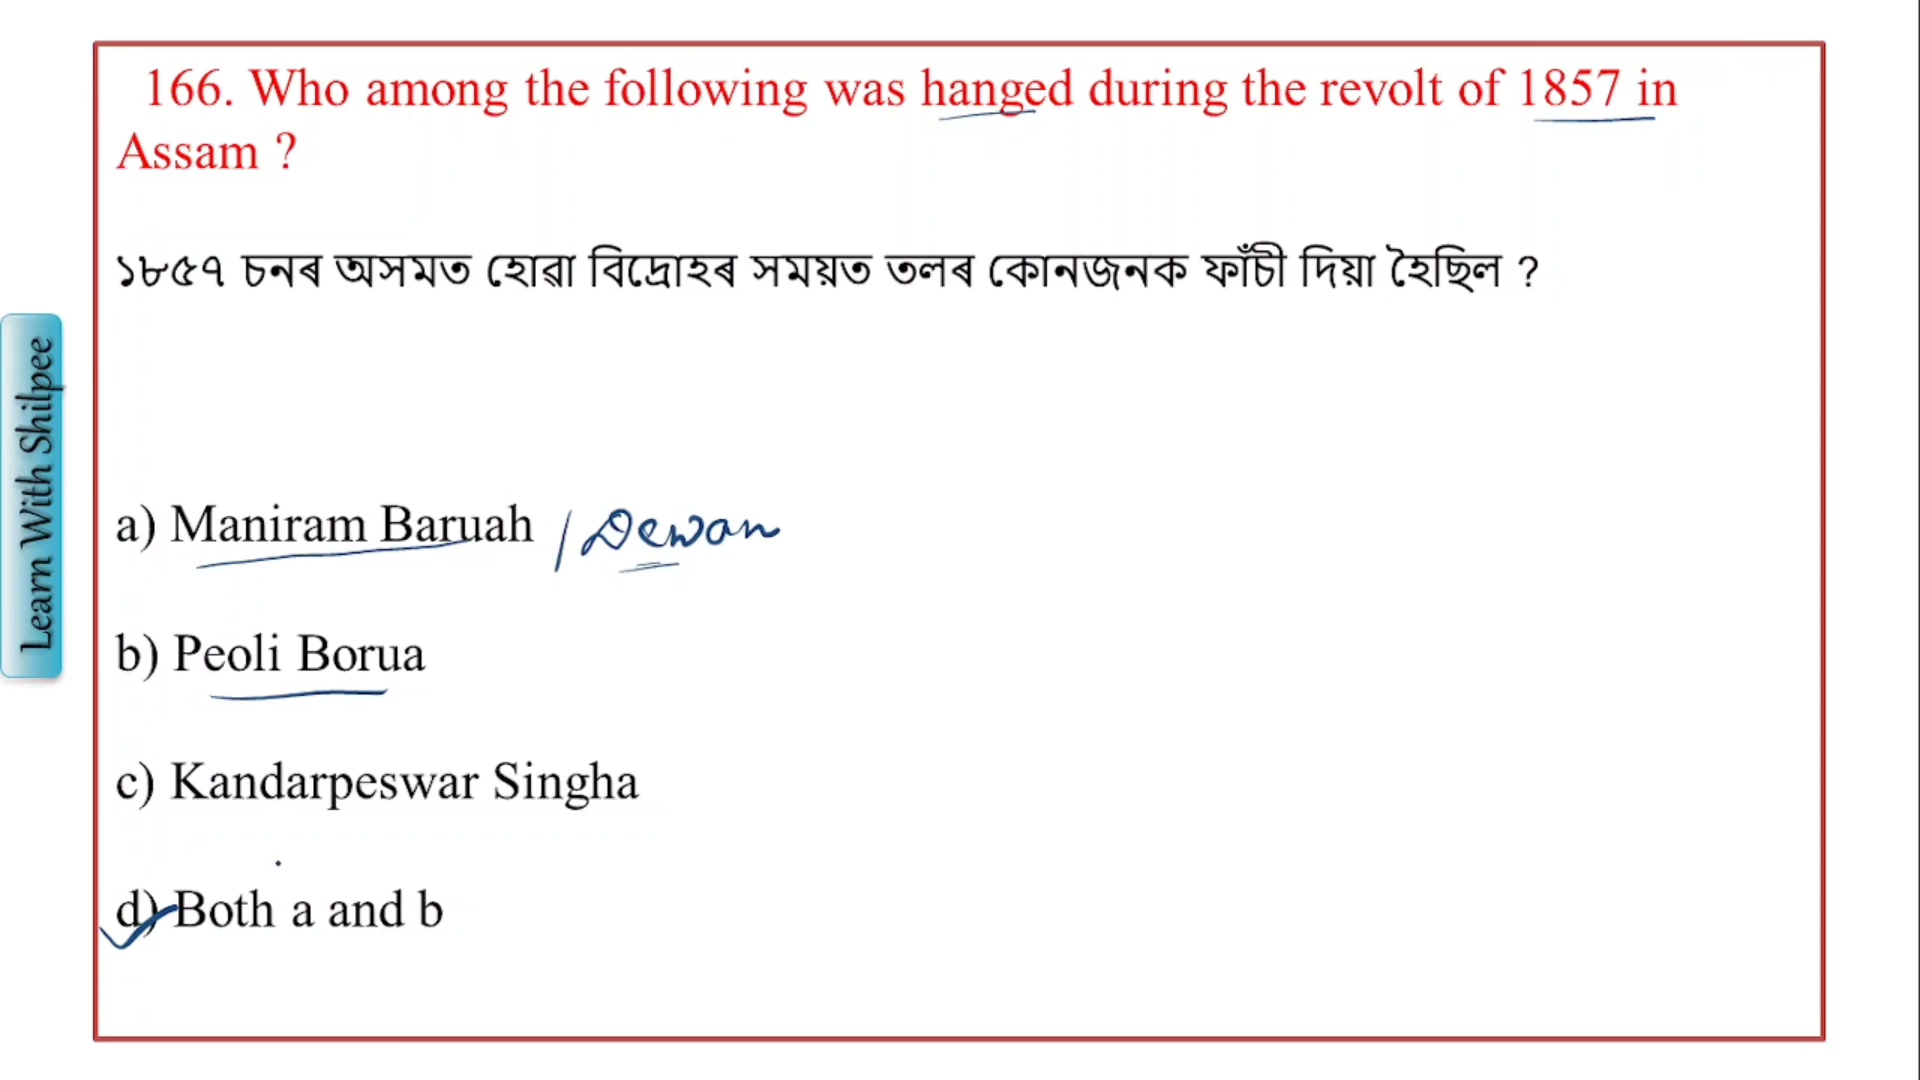 166. Who among the following was hanged during the revolt of 1857 in
Assam ?
১৮৫৭ চনৰ অসমত হোৱা বিদ্ৰোহৰ সময়ত তলৰ কোনজনক ফাঁচী দিয়া হৈছিল ?
Learn With Shilpee
a) Maniram Baruah / Dewan
b) Peoli Borua
c) Kandarpeswar Singha
d) Both a and b